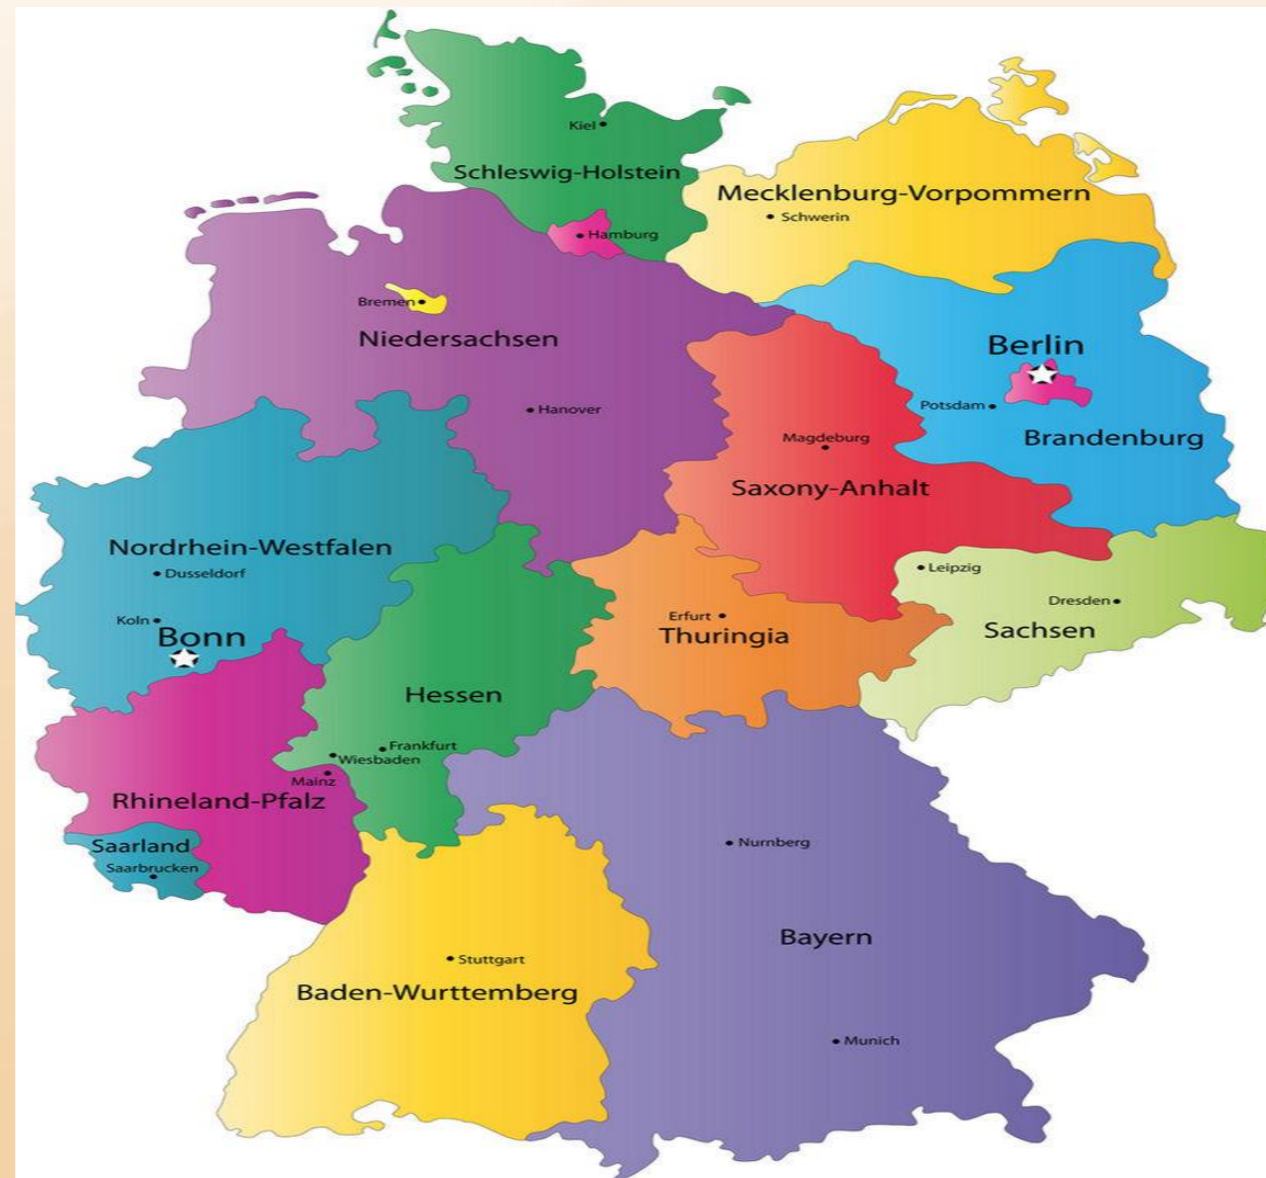 Kiel
Schleswig-Holstein
Mecklenburg-Vorpommern
Schwerin
Hamburg
Bremen
Niedersachsen
Berlin
Hanover
Potsdam
Magdeburg
Brandenburg
Saxony-Anhalt
Nordrhein-Westfalen
Dusseldorf
Leipzig
Dresden
Koln
Bonn
Erfurt
Thuringia
Sachsen
Hessen
Frankfurt
Wiesbaden
Mainz
Rhineland-Pfalz
Saarland
Saarbrucken
Nurnberg
Bayern
Stuttgart
Baden-Wurttemberg
Munich